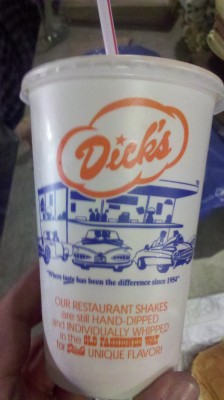 Dick's
"Where taste has been the difference since 1954"
OUR RESTAURANT SHAKES
are still HAND-DIPPED
and INDIVIDUALLY WHIPPED
in the OLD FASHIONED WAY
for Dick's UNIQUE FLAVOR!